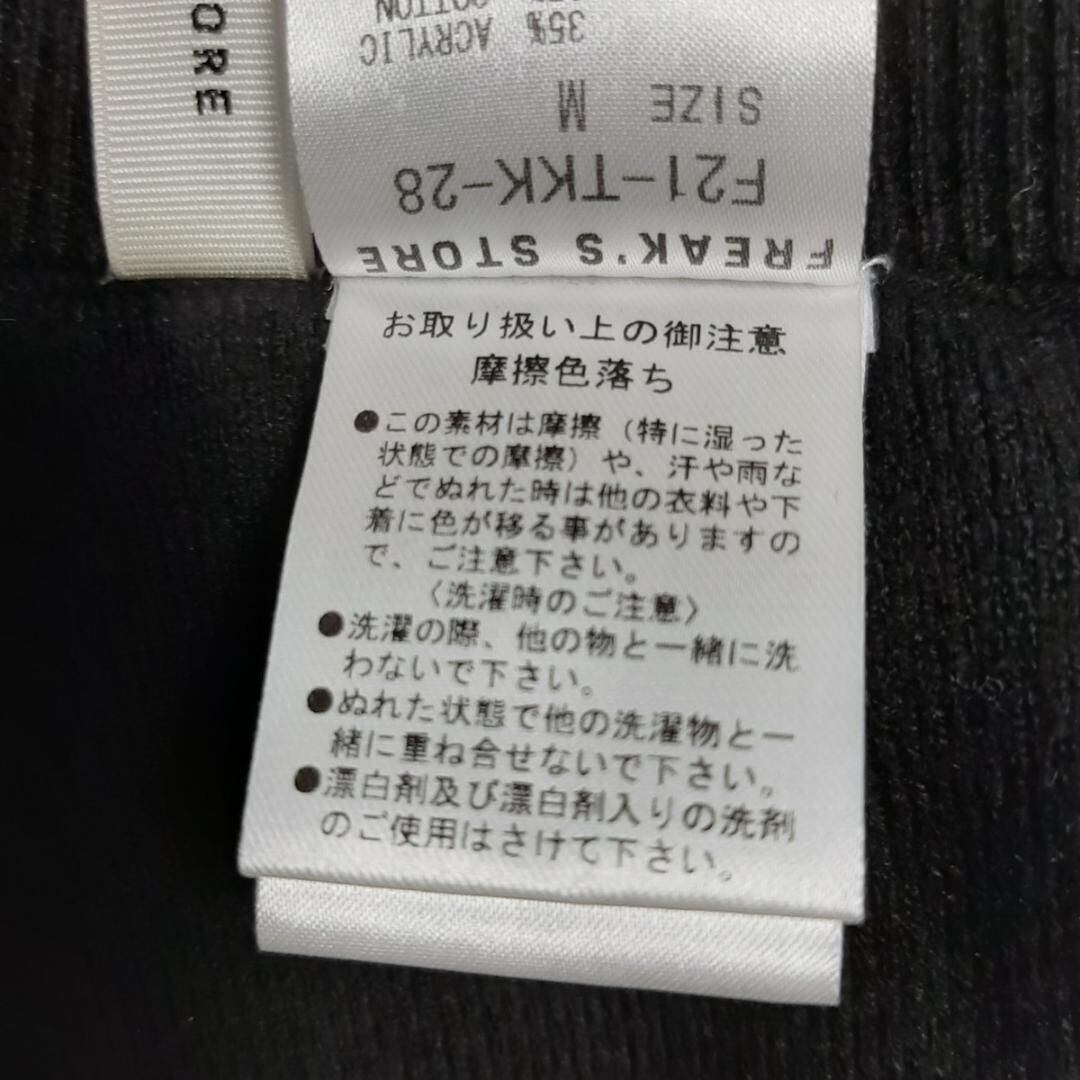 ORE
FREAK'S STORE
F21-TKK-28
SIZE M
35% ACRYLIC
COTTON
お取り扱い上の御注意
摩擦色落ち
●この素材は摩擦（特に湿った
状態での摩擦）や、汗や雨な
どでぬれた時は他の衣料や下
着に色が移る事がありますの
で、ご注意下さい。
〈洗濯時のご注意〉
●洗濯の際、他の物と一緒に洗
わないで下さい。
●ぬれた状態で他の洗濯物と一
緒に重ね合せないで下さい。
●漂白剤及び漂白剤入りの洗剤
のご使用はさけて下さい。